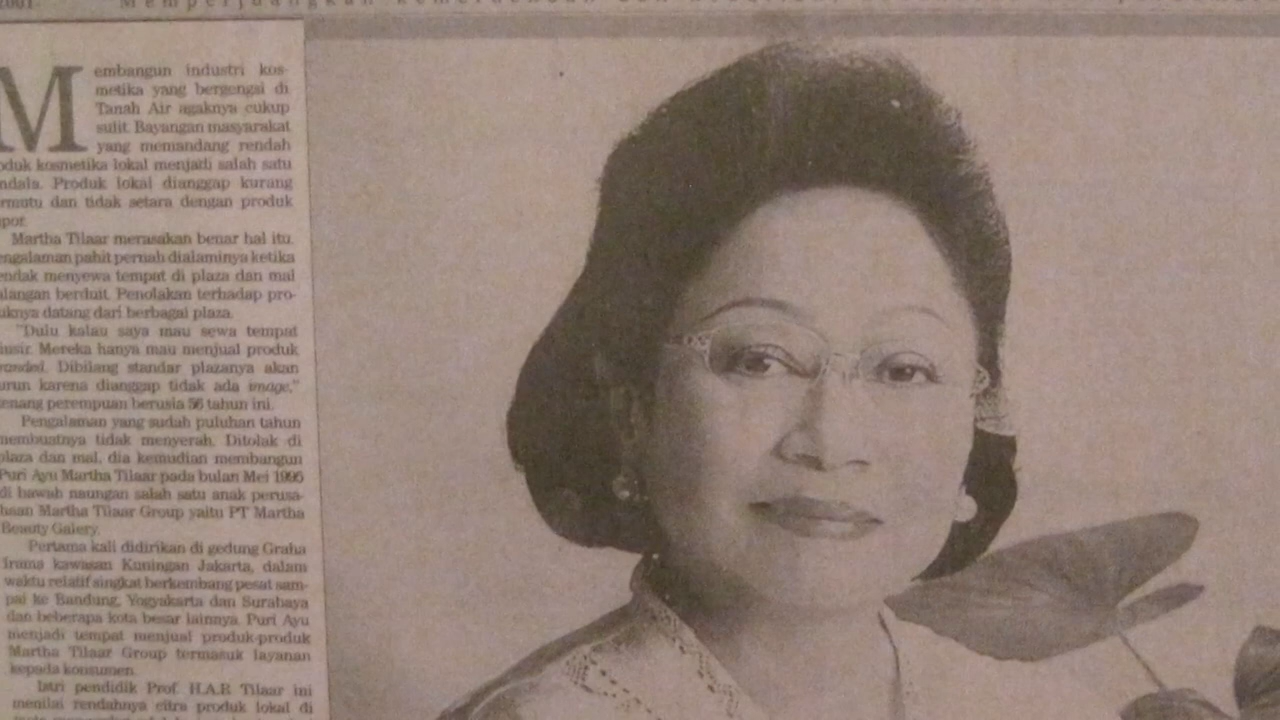 2001
Memperjuangkan kemerdekaan dan
Membangun industri kos-
metika yang bergengsi di
Tanah Air agaknya cukup
sulit. Bayangan masyarakat
yang memandang rendah
oduk kosmetika lokal menjadi salah satu
ndala. Produk lokal dianggap kurang
rmutu dan tidak setara dengan produk
por.
Martha Tilaar merasakan benar hal itu.
engalaman pahit pernah dialaminya ketika
endak menyewa tempat di plaza dan mal
alangan berduit. Penolakan terhadap pro-
uknya datang dari berbagai plaza.
"Dulu kalau saya mau sewa tempat
iusir. Mereka hanya mau menjual produk
randed. Dibilang standar plazanya akan
urun karena dianggap tidak ada image,"
enang perempuan berusia 56 tahun ini.
Pengalaman yang sudah puluhan tahun
membuatnya tidak menyerah. Ditolak di
plaza dan mal, dia kemudian membangun
Puri Ayu Martha Tilaar pada bulan Mei 1995
di bawah naungan salah satu anak perusa-
haan Martha Tilaar Group yaitu PT Martha
Beauty Galery.
Pertama kali didirikan di gedung Graha
Irama kawasan Kuningan Jakarta, dalam
waktu relatif singkat berkembang pesat sam-
pai ke Bandung, Yogyakarta dan Surabaya
dan beberapa kota besar lainnya. Puri Ayu
menjadi tempat menjual produk-produk
Martha Tilaar Group termasuk layanan
kepada konsumen.
Istri pendidik Prof. H.A.R Tilaar ini
menilai rendahnya citra produk lokal di